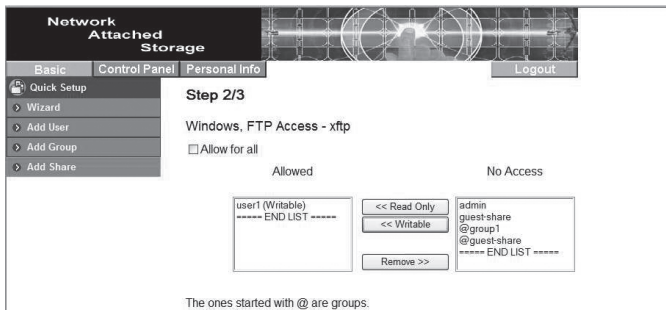 Network
Attached
Storage
Basic
Control Panel
Personal Info
Logout
Quick Setup
Wizard
Add User
Add Group
Add Share
Step 2/3
Windows, FTP Access - xftp
Allow for all
Allowed
No Access
user1 (Writable)
===== END LIST =====
<< Read Only
<< Writable
Remove >>
admin
guest-share
@group1
@guest-share
===== END LIST =====
The ones started with @ are groups.